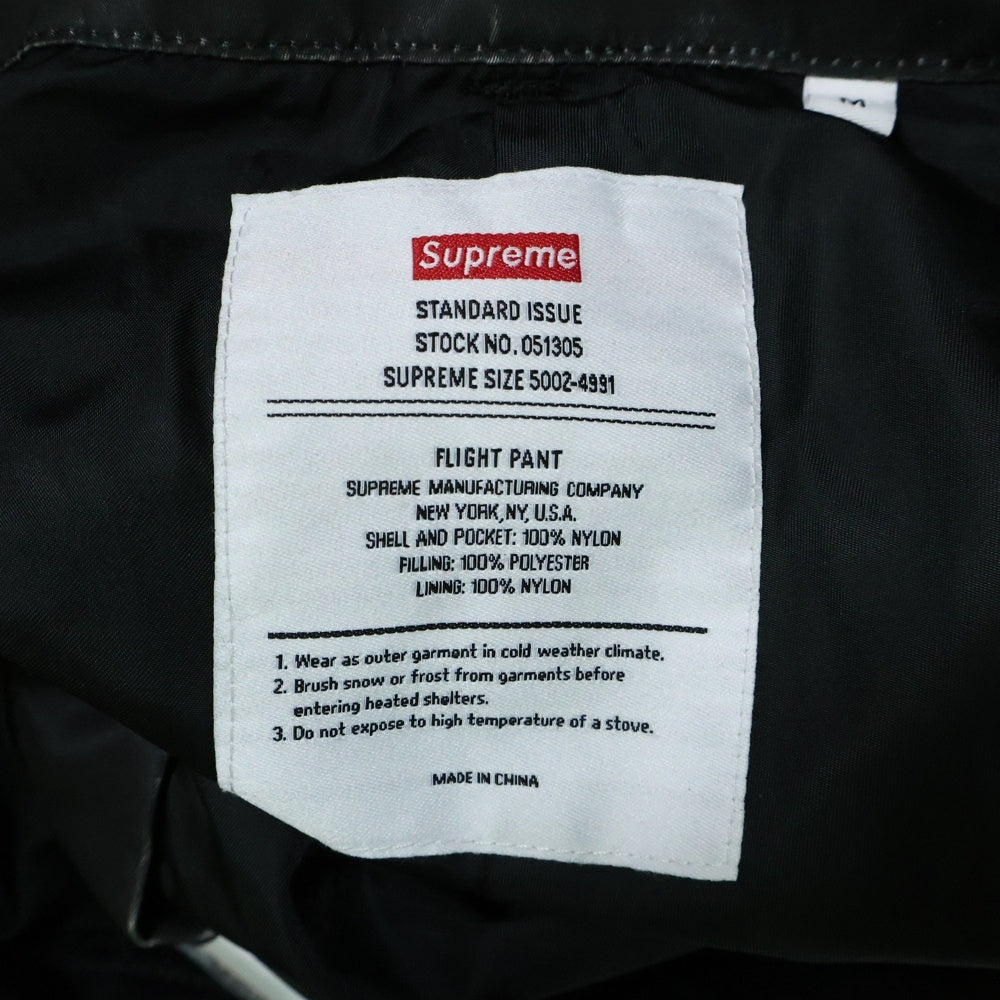 M
Supreme
STANDARD ISSUE
STOCK NO. 051305
SUPREME SIZE 5002-4991
FLIGHT PANT
SUPREME MANUFACTURING COMPANY
NEW YORK, NY, U.S.A.
SHELL AND POCKET: 100% NYLON
FILLING: 100% POLYESTER
LINING: 100% NYLON
1. Wear as outer garment in cold weather climate.
2. Brush snow or frost from garments before
entering heated shelters.
3. Do not expose to high temperature of a stove.
MADE IN CHINA